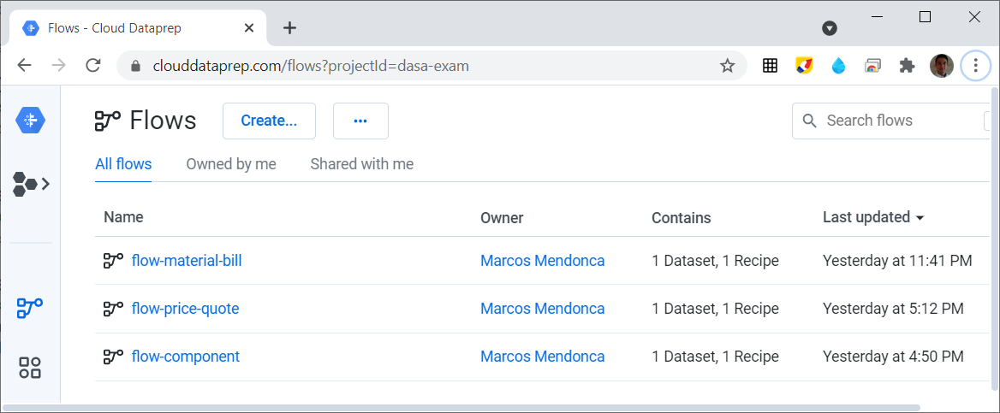 Flows - Cloud Dataprep
clouddataprep.com/flows?projectId=dasa-exam
Flows
Create...
...
Search flows
All flows
Owned by me
Shared with me
Name Owner Contains Last updated
flow-material-bill Marcos Mendonca 1 Dataset, 1 Recipe Yesterday at 11:41 PM
flow-price-quote Marcos Mendonca 1 Dataset, 1 Recipe Yesterday at 5:12 PM
flow-component Marcos Mendonca 1 Dataset, 1 Recipe Yesterday at 4:50 PM